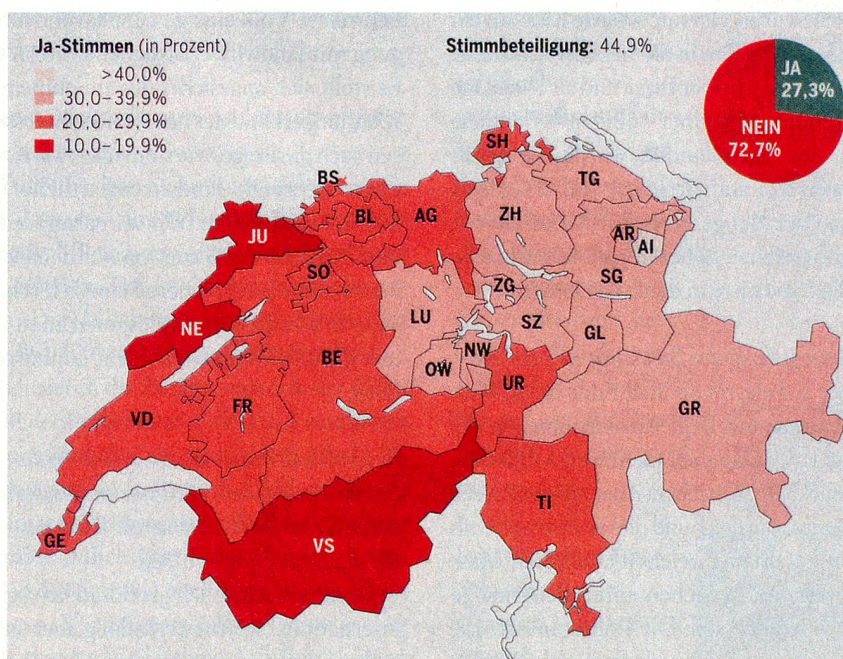 Ja-Stimmen (in Prozent)
>40,0%
30,0–39,9%
20,0–29,9%
10,0–19,9%
Stimmbeteiligung: 44,9%
JA
27,3%
NEIN
72,7%
SH
BS
TG
BL
AG
ZH
JU
AR
AI
SO
SG
ZG
NE
LU
SZ
GL
BE
NW
OW
UR
FR
VD
GR
TI
GE
VS